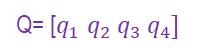 Q= [q₁ q₂ q₃ q₄]